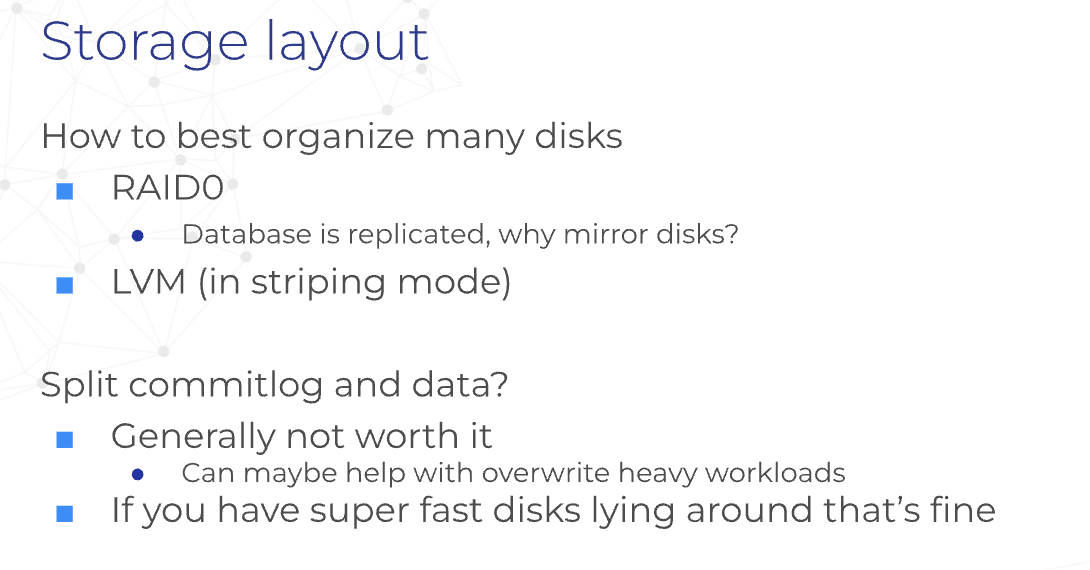 Storage layout
How to best organize many disks
RAID0
Database is replicated, why mirror disks?
LVM (in striping mode)
Split commitlog and data?
Generally not worth it
Can maybe help with overwrite heavy workloads
If you have super fast disks lying around that's fine